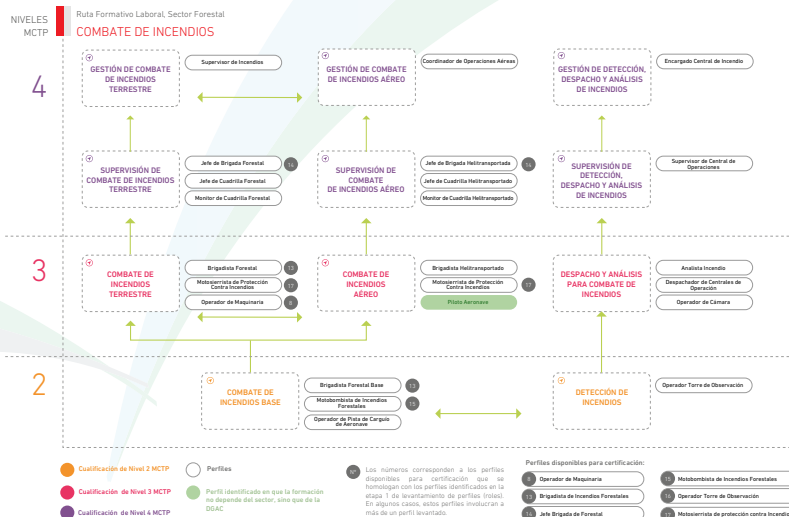 NIVELES
MCTP
Ruta Formativo Laboral, Sector Forestal
COMBATE DE INCENDIOS
4
GESTIÓN DE COMBATE
DE INCENDIOS
TERRESTRE
Supervisor de Incendios
GESTIÓN DE COMBATE
DE INCENDIOS AÉREO
Coordinador de Operaciones Aéreas
GESTIÓN DE DETECCIÓN,
DESPACHO Y ANÁLISIS
DE INCENDIOS
Encargado Central de Incendio
SUPERVISIÓN DE
COMBATE DE INCENDIOS
TERRESTRE
Jefe de Brigada Forestal
14
Jefe de Cuadrilla Forestal
Monitor de Cuadrilla Forestal
SUPERVISIÓN DE
COMBATE
DE INCENDIOS AÉREO
Jefe de Brigada Helitransportada
14
Jefe de Cuadrilla Helitransportado
Monitor de Cuadrilla Helitransportado
SUPERVISIÓN DE
DETECCIÓN,
DESPACHO Y ANÁLISIS
DE INCENDIOS
Supervisor de Central de
Operaciones
3
COMBATE DE
INCENDIOS
TERRESTRE
Brigadista Forestal
13
Motosierrista de Protección
Contra Incendios
17
Operador de Maquinaria
8
COMBATE DE
INCENDIOS
AÉREO
Brigadista Helitransportado
Motosierrista de Protección
Contra Incendios
17
Piloto Aeronave
DESPACHO Y ANÁLISIS
PARA COMBATE DE
INCENDIOS
Analista Incendio
Despachador de Centrales de
Operación
Operador de Cámara
2
COMBATE DE
INCENDIOS BASE
Brigadista Forestal Base
13
Motobombista de Incendios
Forestales
15
Operador de Pista de Carguío
de Aeronave
DETECCIÓN DE
INCENDIOS
Operador Torre de Observación
Cualificación de Nivel 2 MCTP
Cualificación de Nivel 3 MCTP
Cualificación de Nivel 4 MCTP
Perfiles
Perfil identificado en que la formación
no depende del sector, sino que de la
DGAC
N°
Los números corresponden a los perfiles
disponibles para certificación que se
homologan con los perfiles identificados en la
etapa 1 de levantamiento de perfiles (roles).
En algunos casos, estos perfiles involucran a
más de un perfil levantado.
Perfiles disponibles para certificación:
8 Operador de Maquinaria
13 Brigadista de Incendios Forestales
14 Jefe Brigada de Forestal
15 Motobombista de Incendios Forestales
16 Operador Torre de Observación
17 Motosierrista de protección contra Incendio